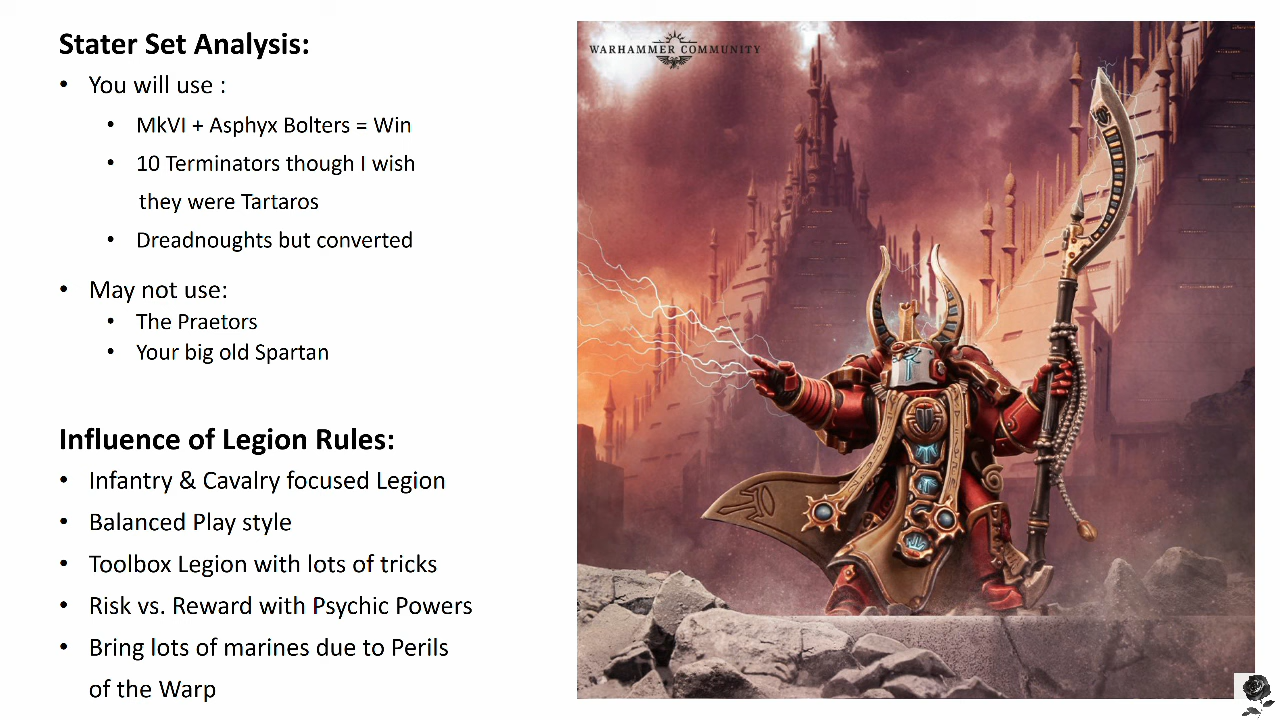 Stater Set Analysis:
• You will use :
• MkVI + Asphyx Bolters = Win
• 10 Terminators though I wish
they were Tartaros
• Dreadnoughts but converted
• May not use:
• The Praetors
• Your big old Spartan
Influence of Legion Rules:
• Infantry & Cavalry focused Legion
• Balanced Play style
• Toolbox Legion with lots of tricks
• Risk vs. Reward with Psychic Powers
• Bring lots of marines due to Perils
of the Warp
WARHAMMER COMMUNITY